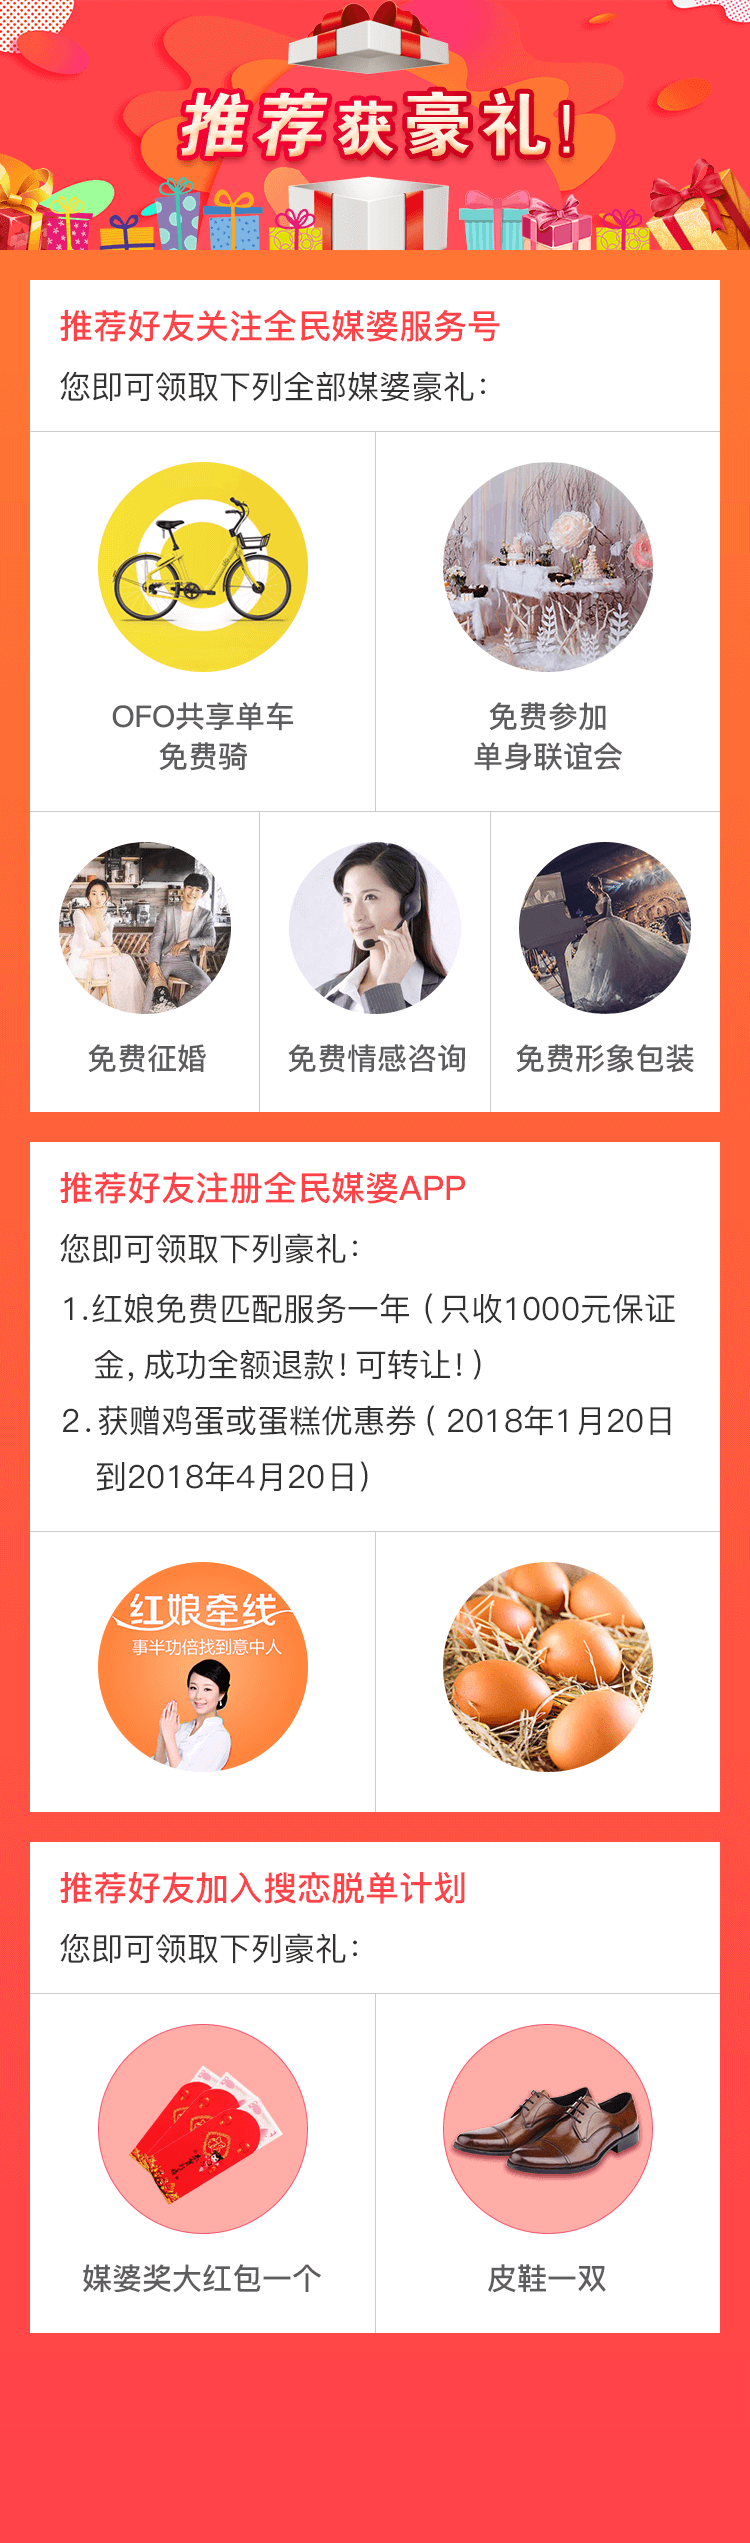 推荐获豪礼!
推荐好友关注全民媒婆服务号
您即可领取下列全部媒婆豪礼：
OFO共享单车
免费骑
免费参加
单身联谊会
免费征婚
免费情感咨询
免费形象包装
推荐好友注册全民媒婆APP
您即可领取下列豪礼：
1.红娘免费匹配服务一年（只收1000元保证
金，成功全额退款！可转让！）
2.获赠鸡蛋或蛋糕优惠券（2018年1月20日
到2018年4月20日）
红娘牵线
事半功倍找到意中人
推荐好友加入搜恋脱单计划
您即可领取下列豪礼：
媒婆奖大红包一个
皮鞋一双